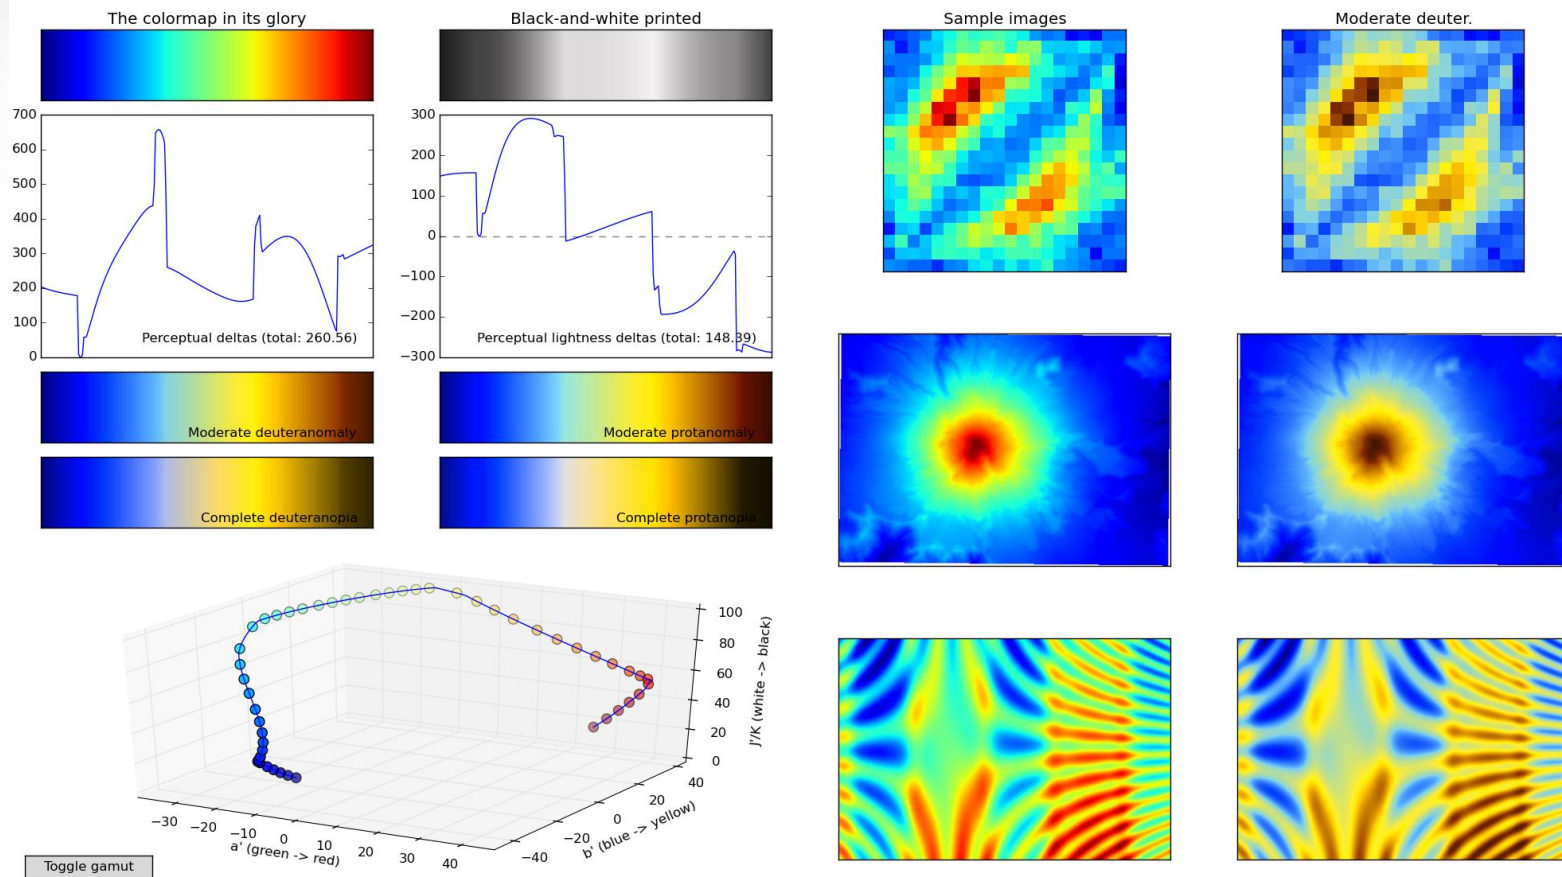 The colormap in its glory
Black-and-white printed
Sample images
Moderate deuter.
700
600
500
400
300
200
100
0
Perceptual deltas (total: 260.56)
300
200
100
0
−100
−200
−300
Perceptual lightness deltas (total: 148.39)
Moderate deuteranomaly
Moderate protanomaly
Complete deuteranopia
Complete protanopia
100
80
60
40
20
0
J'/K (white -> black)
−30
−20
−10
0
10
20
30
40
a' (green -> red)
−40
−20
0
20
40
b' (blue -> yellow)
Toggle gamut